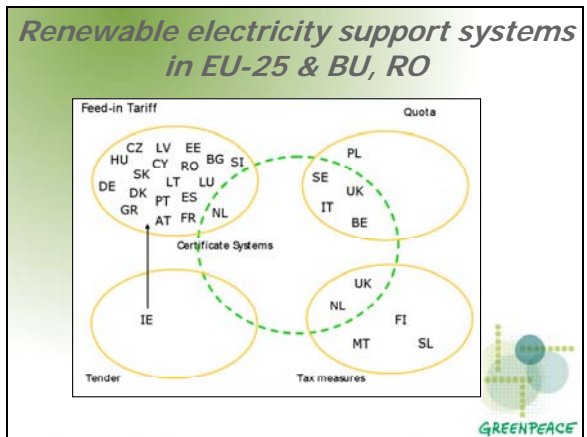 Renewable electricity support systems
in EU-25 & BU, RO
Feed-in Tariff
Quota
CZ LV EE
HU CY RO BG SI
SK
DE LT LU
DK PT ES
GR AT FR NL
PL
SE
UK
IT
BE
Certificate Systems
IE
UK
NL
FI
MT SL
Tender
Tax measures
GREENPEACE